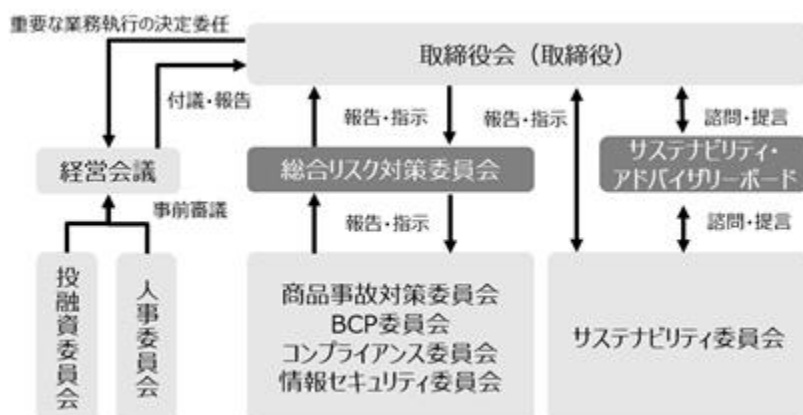 重要な業務執行の決定委任
取締役会（取締役）
付議・報告
報告・指示
報告・指示
諮問・提言
経営会議
総合リスク対策委員会
サステナビリティ・
アドバイザリーボード
事前審議
報告・指示
諮問・提言
投融資委員会
人事委員会
商品事故対策委員会
BCP委員会
コンプライアンス委員会
情報セキュリティ委員会
サステナビリティ委員会